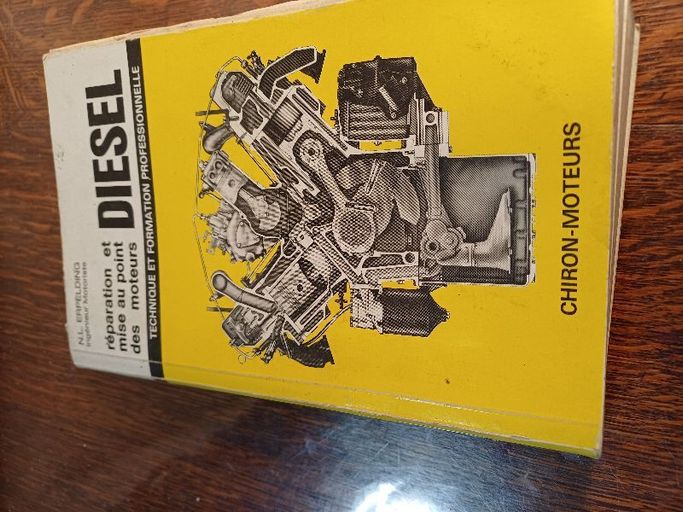 N.L. ERPELDING
Ingénieur Motoriste
réparation et
mise au point
des moteurs DIESEL
TECHNIQUE ET FORMATION PROFESSIONNELLE
CHIRON-MOTEURS